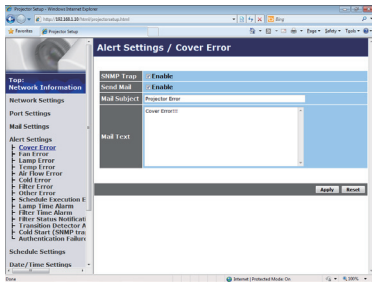 Projector Setup - Windows Internet Explorer
http://192.168.1.10/html/projectorsetup.html
Bing
Favorites
Projector Setup
Page
Safety
Tools
Alert Settings / Cover Error
Top:
Network Information
Network Settings
Port Settings
Mail Settings
Alert Settings
Cover Error
Fan Error
Lamp Error
Temp Error
Air Flow Error
Cold Error
Filter Error
Other Error
Schedule Execution E
Lamp Time Alarm
Filter Time Alarm
Filter Status Notificati
Transition Detector A
Cold Start (SNMP tra
Authentication Failure
Schedule Settings
Date/Time Settings
SNMP Trap
Enable
Send Mail
Enable
Mail Subject
Projector Error
Mail Text
Cover Error!!!
Apply
Reset
Done
Internet | Protected Mode: On
100%